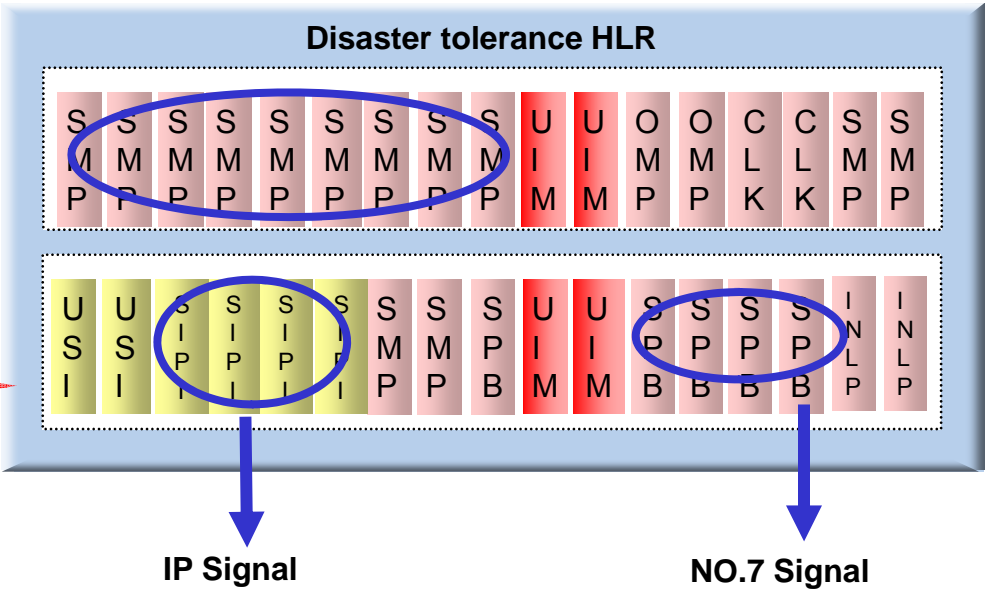 Disaster tolerance HLR
SMP SMP SMP SMP SMP SMP SMP SMP SMP UIM UIM OMP OMP CLK CLK SMP SMP
USI USI SIPI SIPI SIPI SIPI SMP SMP SPB UIM UIM SPB SPB SPB SPB INLP INLP
IP Signal
NO.7 Signal